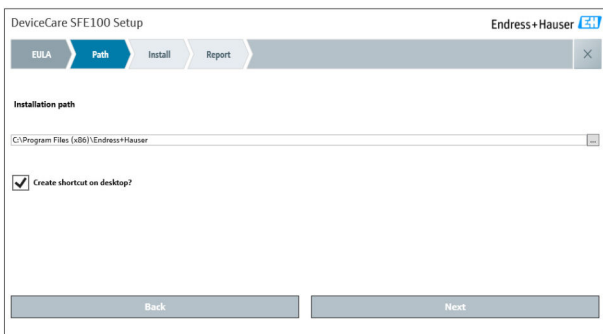 DeviceCare SFE100 Setup
Endress+Hauser EH
EULA Path Install Report
Installation path
C:\Program Files (x86)\Endress+Hauser
...
Create shortcut on desktop?
Back Next